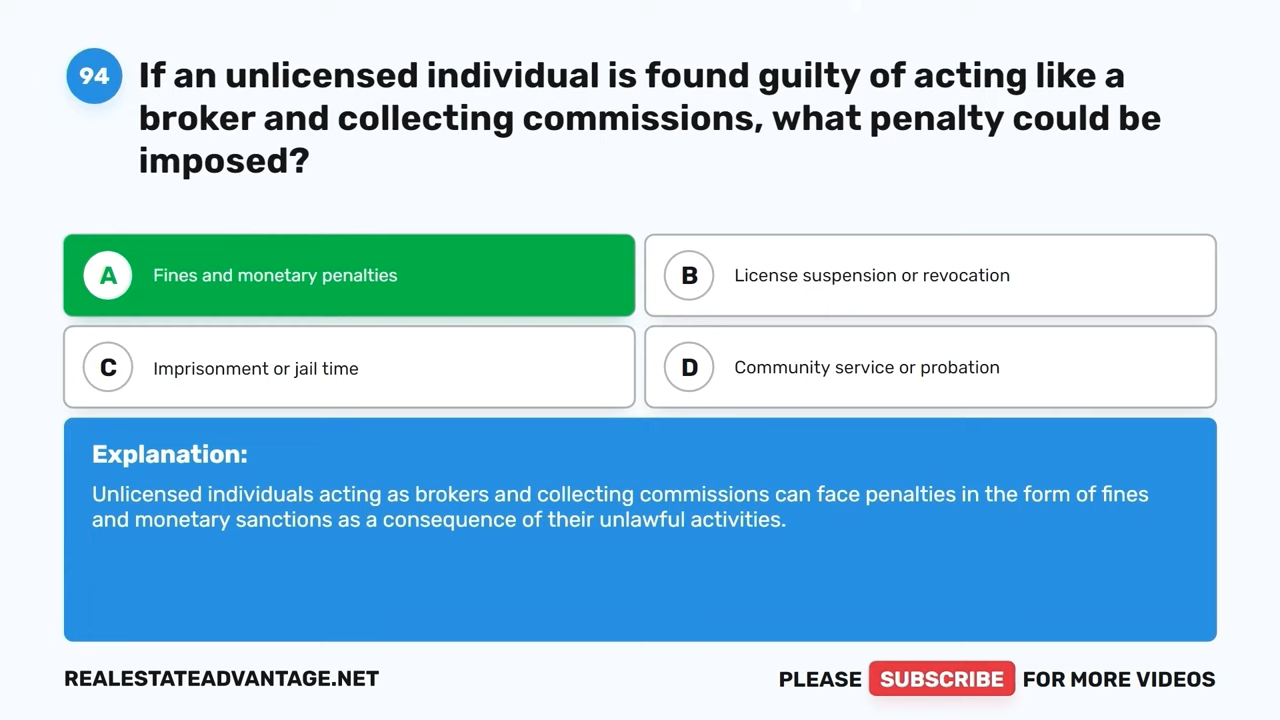 94
If an unlicensed individual is found guilty of acting like a
broker and collecting commissions, what penalty could be
imposed?
A Fines and monetary penalties
B License suspension or revocation
C Imprisonment or jail time
D Community service or probation
Explanation:
Unlicensed individuals acting as brokers and collecting commissions can face penalties in the form of fines
and monetary sanctions as a consequence of their unlawful activities.
REALESTATEADVANTAGE.NET
PLEASE SUBSCRIBE FOR MORE VIDEOS